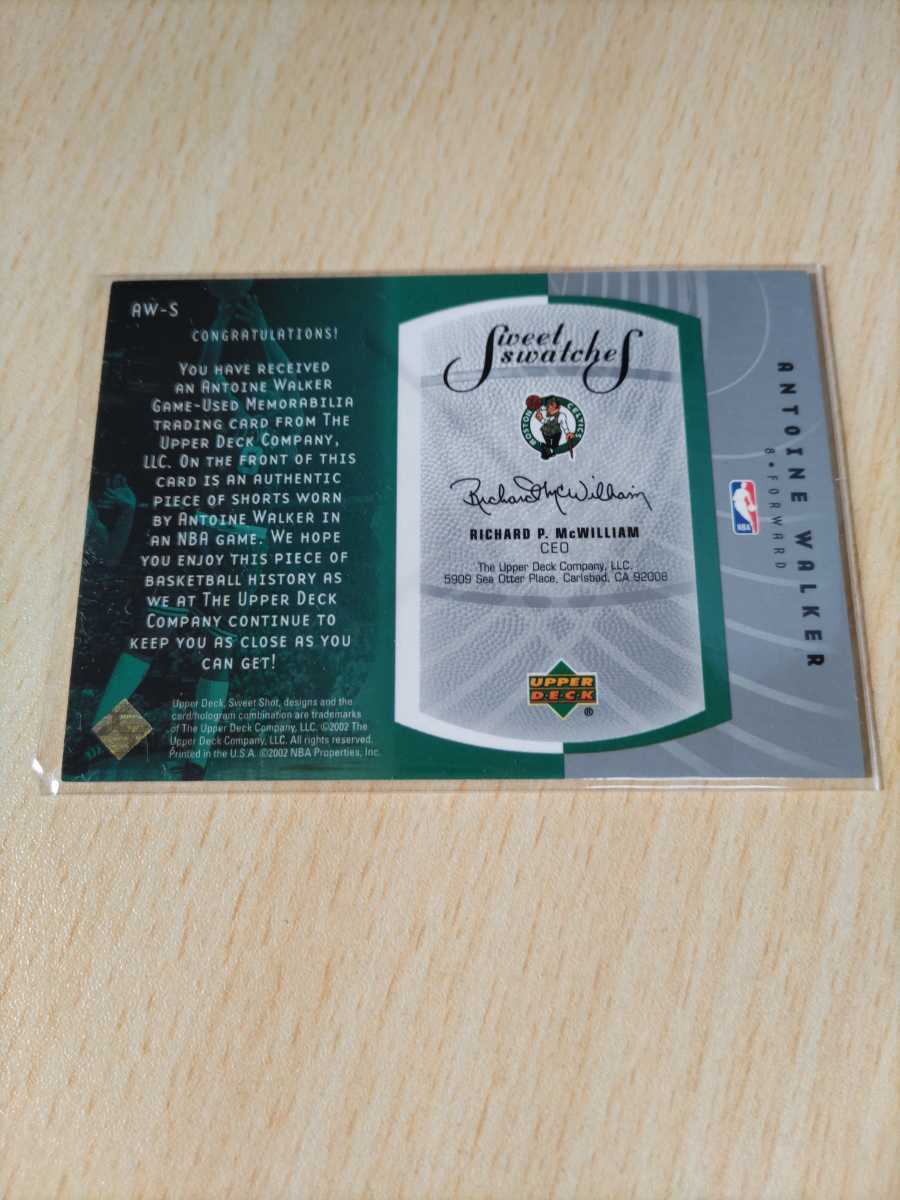 AW-S
CONGRATULATIONS!
YOU HAVE RECEIVED
AN ANTOINE WALKER
GAME-USED MEMORABILIA
TRADING CARD FROM THE
UPPER DECK COMPANY,
LLC. ON THE FRONT OF THIS
CARD IS AN AUTHENTIC
PIECE OF SHORTS WORN
BY ANTOINE WALKER IN
AN NBA GAME. WE HOPE
YOU ENJOY THIS PIECE OF
BASKETBALL HISTORY AS
WE AT THE UPPER DECK
COMPANY CONTINUE TO
KEEP YOU AS CLOSE AS YOU
CAN GET!
Upper Deck, Sweet Shot, designs and the
card/hologram combination are trademarks
of The Upper Deck Company, LLC. ©2002 The
Upper Deck Company, LLC. All rights reserved.
Printed in the U.S.A. ©2002 NBA Properties, Inc.
Sweet
swatcheS
BOSTON CELTICS
Richard McWilliam
RICHARD P. McWILLIAM
CEO
The Upper Deck Company, LLC.
5909 Sea Otter Place, Carlsbad, CA 92008
UPPER
D·E·C·K
®
NBA
8 • FORWARD
ANTOINE WALKER